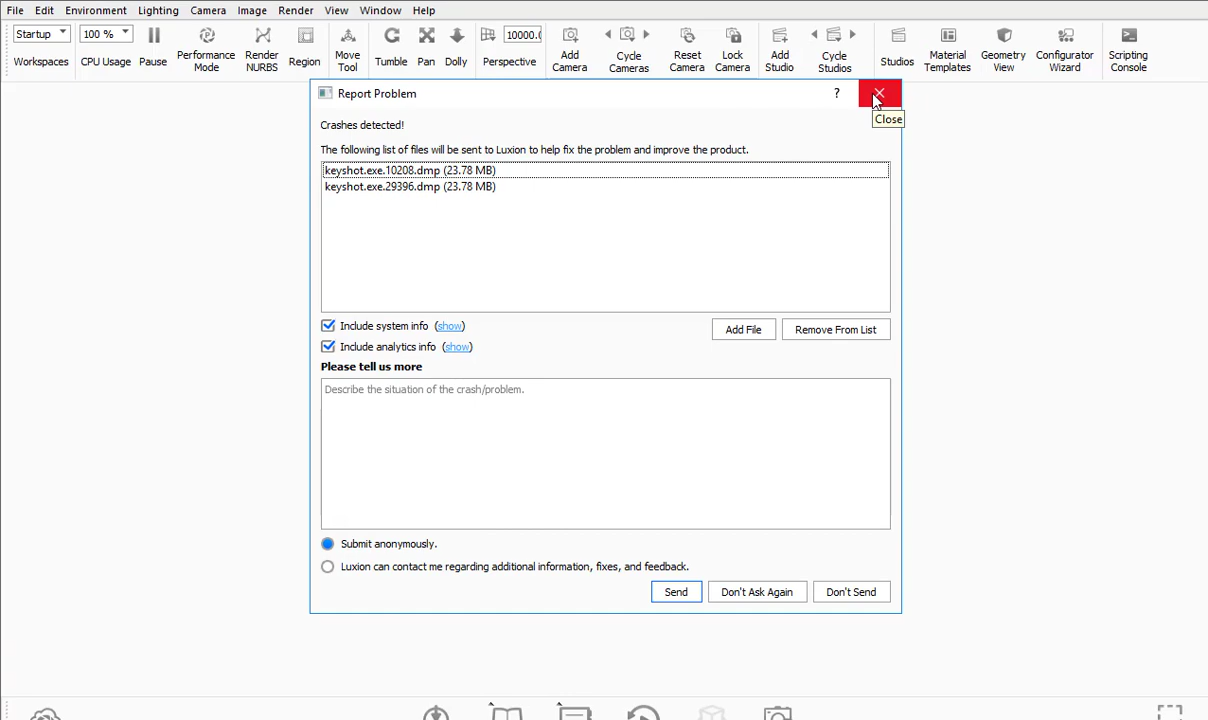 File Edit Environment Lighting Camera Image Render View Window Help
Startup 100 % 10000.
Workspaces CPU Usage Pause Performance Mode Render NURBS Region Move Tool Tumble Pan Dolly Perspective Add Camera Cycle Cameras Reset Camera Lock Camera Add Studio Cycle Studios Studios Material Templates Geometry View Configurator Wizard Scripting Console
Report Problem ?
Close
Crashes detected!
The following list of files will be sent to Luxion to help fix the problem and improve the product.
keyshot.exe.10208.dmp (23.78 MB)
keyshot.exe.29396.dmp (23.78 MB)
Include system info (show) Add File Remove From List
Include analytics info (show)
Please tell us more
Describe the situation of the crash/problem.
Submit anonymously.
Luxion can contact me regarding additional information, fixes, and feedback.
Send Don't Ask Again Don't Send